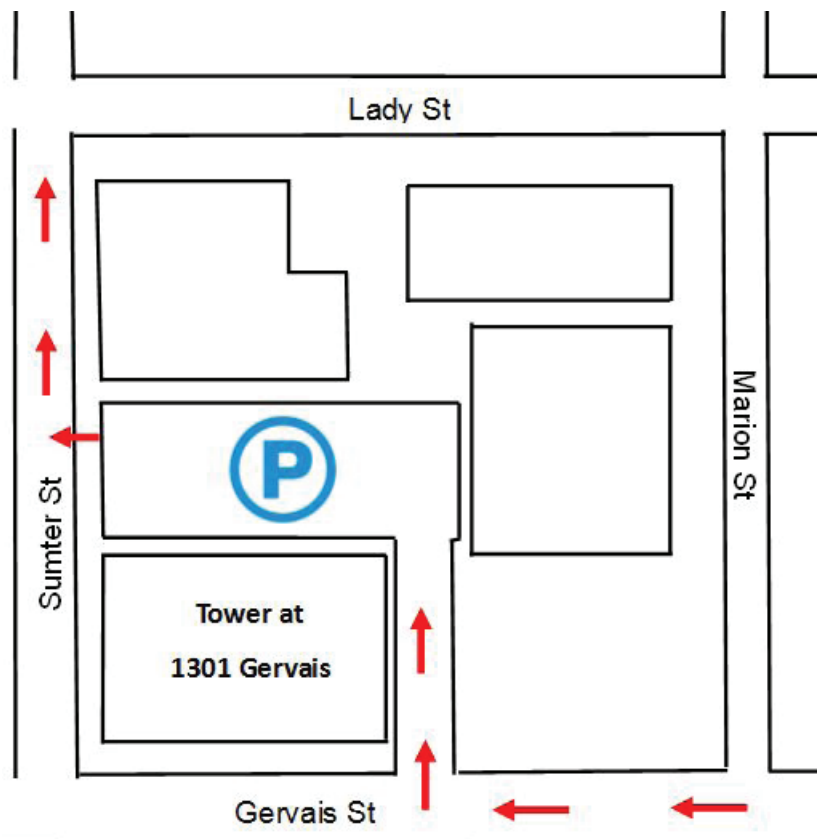 Lady St
Marion St
P
Sumter St
Tower at
1301 Gervais
Gervais St